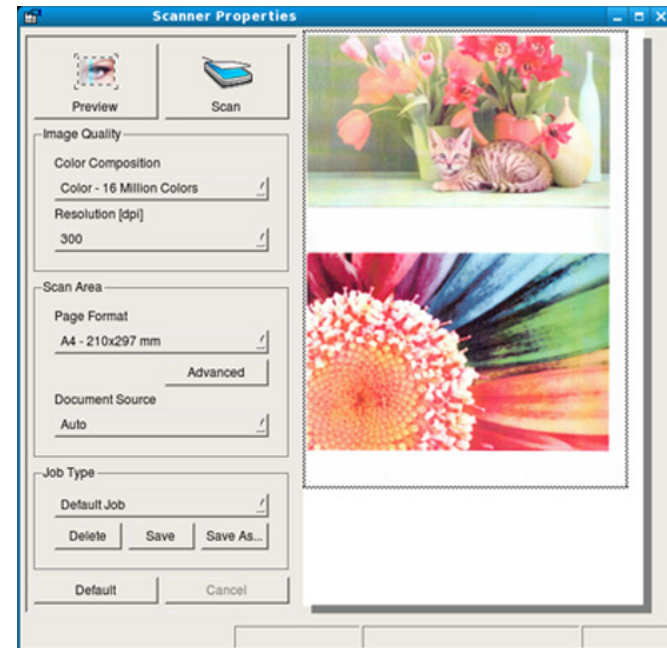 Scanner Properties
Preview
Scan
Image Quality
Color Composition
Color - 16 Million Colors
Resolution [dpi]
300
Scan Area
Page Format
A4 - 210x297 mm
Advanced
Document Source
Auto
Job Type
Default Job
Delete
Save
Save As...
Default
Cancel